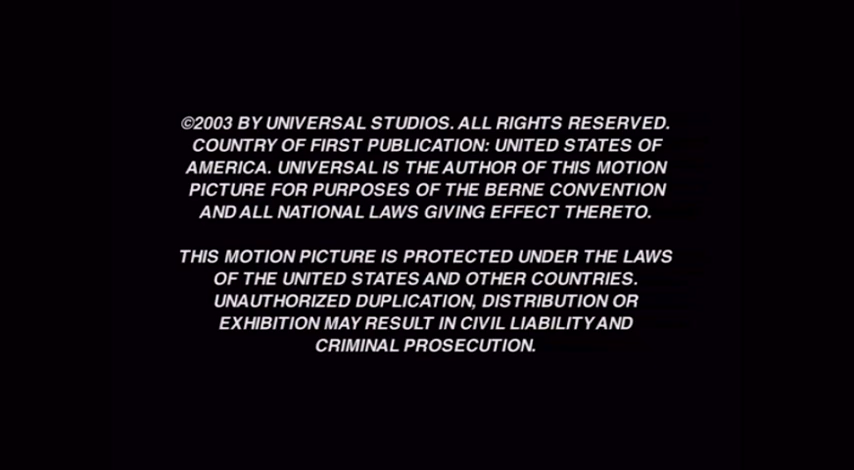 ©2003 BY UNIVERSAL STUDIOS. ALL RIGHTS RESERVED.
COUNTRY OF FIRST PUBLICATION: UNITED STATES OF
AMERICA. UNIVERSAL IS THE AUTHOR OF THIS MOTION
PICTURE FOR PURPOSES OF THE BERNE CONVENTION
AND ALL NATIONAL LAWS GIVING EFFECT THERETO.
THIS MOTION PICTURE IS PROTECTED UNDER THE LAWS
OF THE UNITED STATES AND OTHER COUNTRIES.
UNAUTHORIZED DUPLICATION, DISTRIBUTION OR
EXHIBITION MAY RESULT IN CIVIL LIABILITY AND
CRIMINAL PROSECUTION.